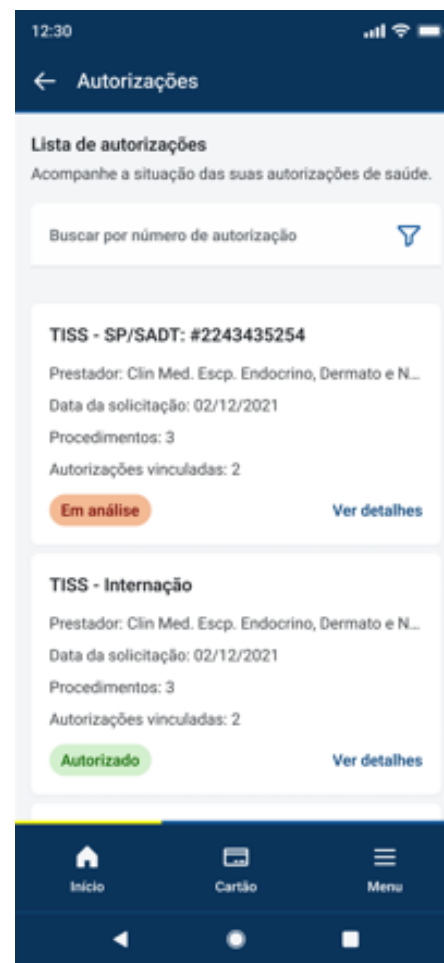 12:30
Autorizações
Lista de autorizações
Acompanhe a situação das suas autorizações de saúde.
Buscar por número de autorização
TISS - SP/SADT: #2243435254
Prestador: Clin Med. Escp. Endocrino, Dermato e N...
Data da solicitação: 02/12/2021
Procedimentos: 3
Autorizações vinculadas: 2
Em análise Ver detalhes
TISS - Internação
Prestador: Clin Med. Escp. Endocrino, Dermato e N...
Data da solicitação: 02/12/2021
Procedimentos: 3
Autorizações vinculadas: 2
Autorizado Ver detalhes
Início Cartão Menu